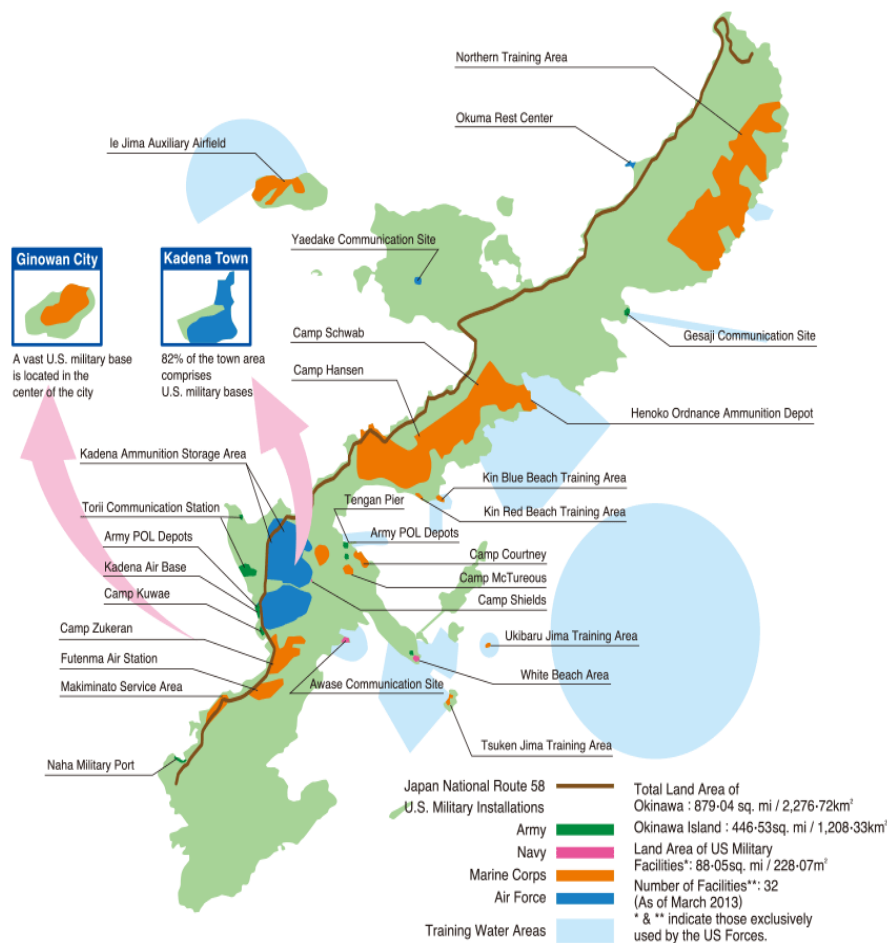 Northern Training Area
Okuma Rest Center
Ie Jima Auxiliary Airfield
Yaedake Communication Site
Ginowan City
A vast U.S. military base
is located in the
center of the city
Kadena Town
82% of the town area
comprises
U.S. military bases
Gesaji Communication Site
Camp Schwab
Camp Hansen
Henoko Ordnance Ammunition Depot
Kadena Ammunition Storage Area
Torii Communication Station
Army POL Depots
Kadena Air Base
Camp Kuwae
Camp Zukeran
Futenma Air Station
Makiminato Service Area
Naha Military Port
Tengan Pier
Army POL Depots
Kin Blue Beach Training Area
Kin Red Beach Training Area
Camp Courtney
Camp McTureous
Camp Shields
Ukibaru Jima Training Area
White Beach Area
Awase Communication Site
Tsuken Jima Training Area
Japan National Route 58
U.S. Military Installations
Army
Navy
Marine Corps
Air Force
Training Water Areas
Total Land Area of
Okinawa : 879·04 sq. mi / 2,276·72km²
Okinawa Island : 446·53sq. mi / 1,208·33km²
Land Area of US Military
Facilities*: 88·05sq. mi / 228·07m²
Number of Facilities**: 32
(As of March 2013)
* & ** indicate those exclusively
used by the US Forces.